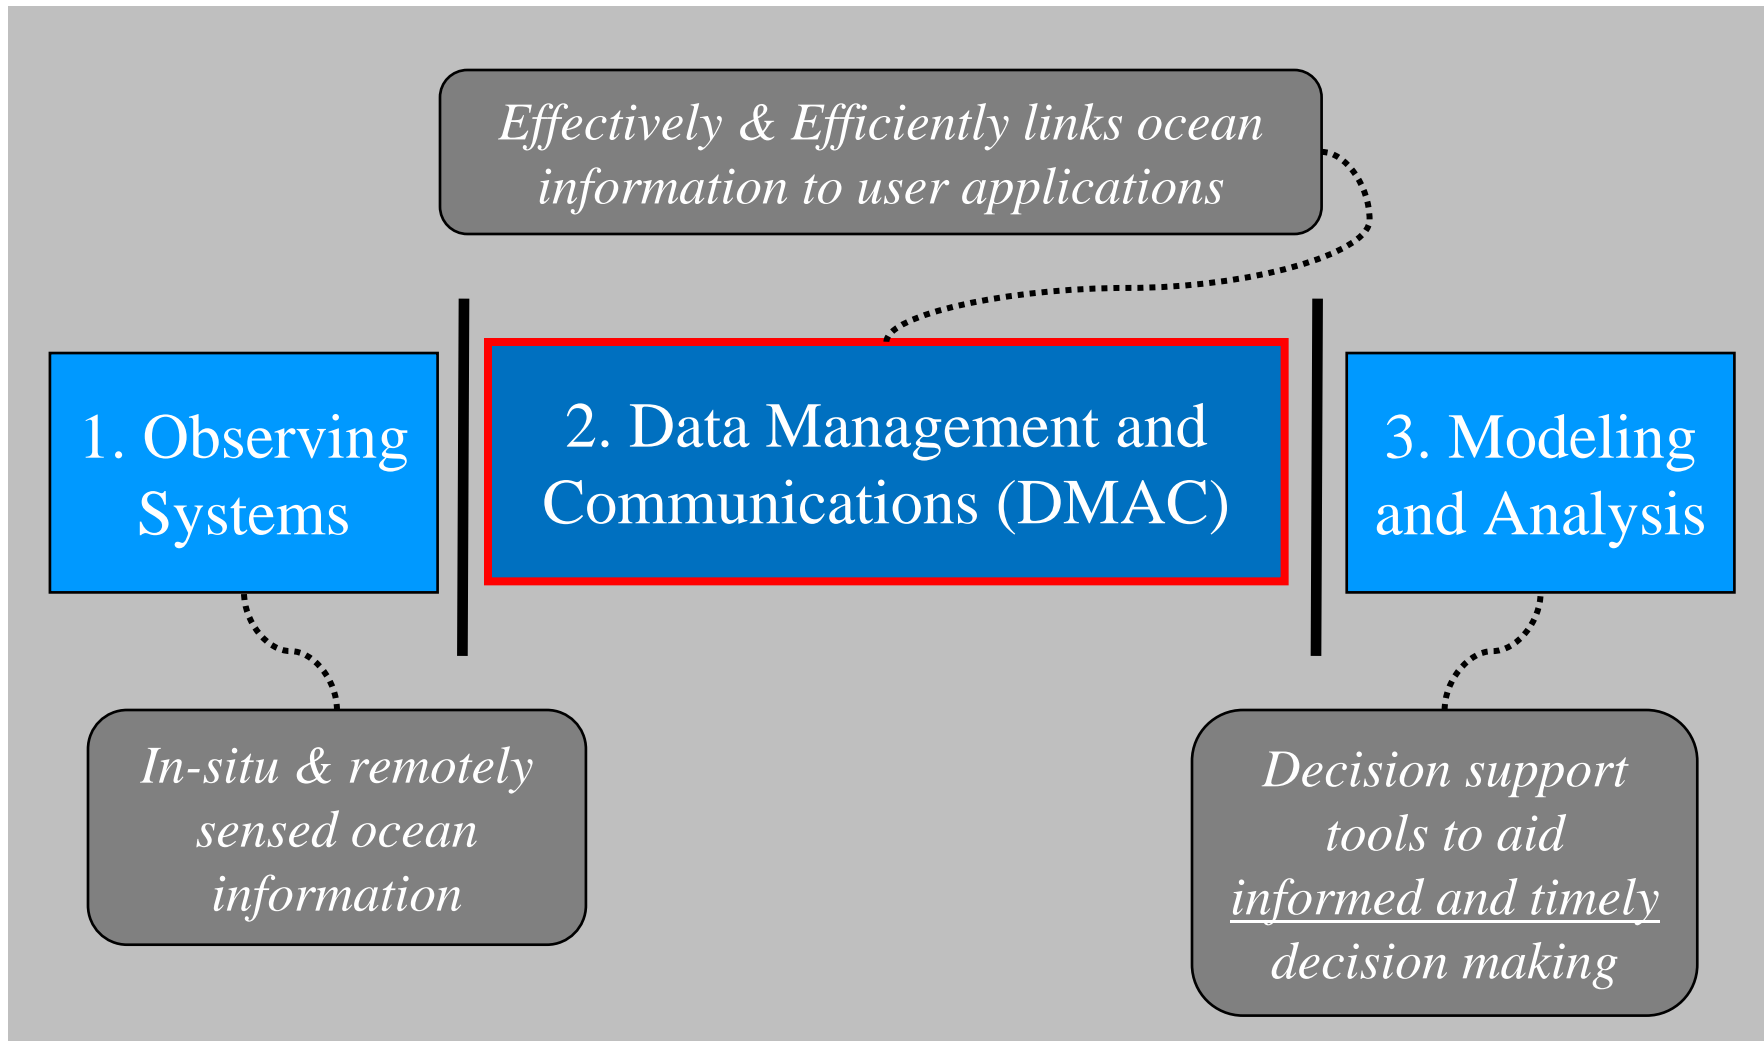 Effectively & Efficiently links ocean
information to user applications
1. Observing
Systems
2. Data Management and
Communications (DMAC)
3. Modeling
and Analysis
In-situ & remotely
sensed ocean
information
Decision support
tools to aid
informed and timely
decision making